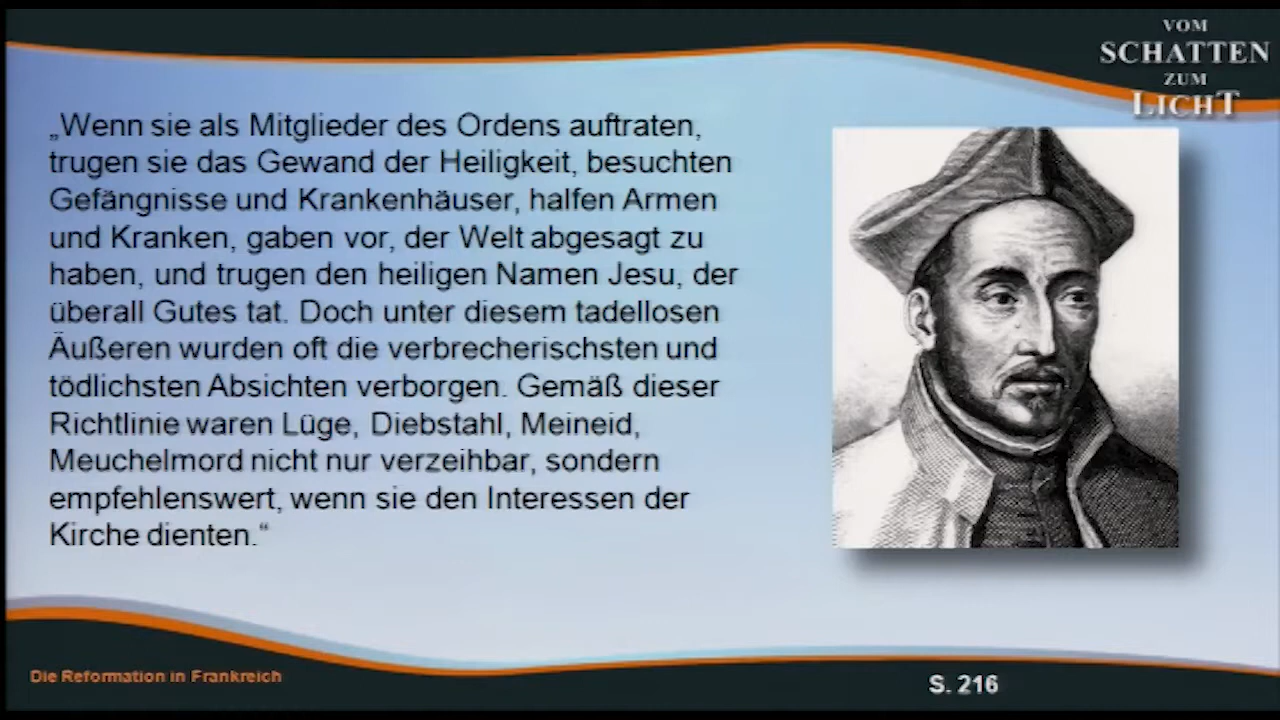 VOM
SCHATTEN
ZUM
LICHT
„Wenn sie als Mitglieder des Ordens auftraten,
trugen sie das Gewand der Heiligkeit, besuchten
Gefängnisse und Krankenhäuser, halfen Armen
und Kranken, gaben vor, der Welt abgesagt zu
haben, und trugen den heiligen Namen Jesu, der
überall Gutes tat. Doch unter diesem tadellosen
Äußeren wurden oft die verbrecherischsten und
tödlichsten Absichten verborgen. Gemäß dieser
Richtlinie waren Lüge, Diebstahl, Meineid,
Meuchelmord nicht nur verzeihbar, sondern
empfehlenswert, wenn sie den Interessen der
Kirche dienten.“
Die Reformation in Frankreich
S. 216